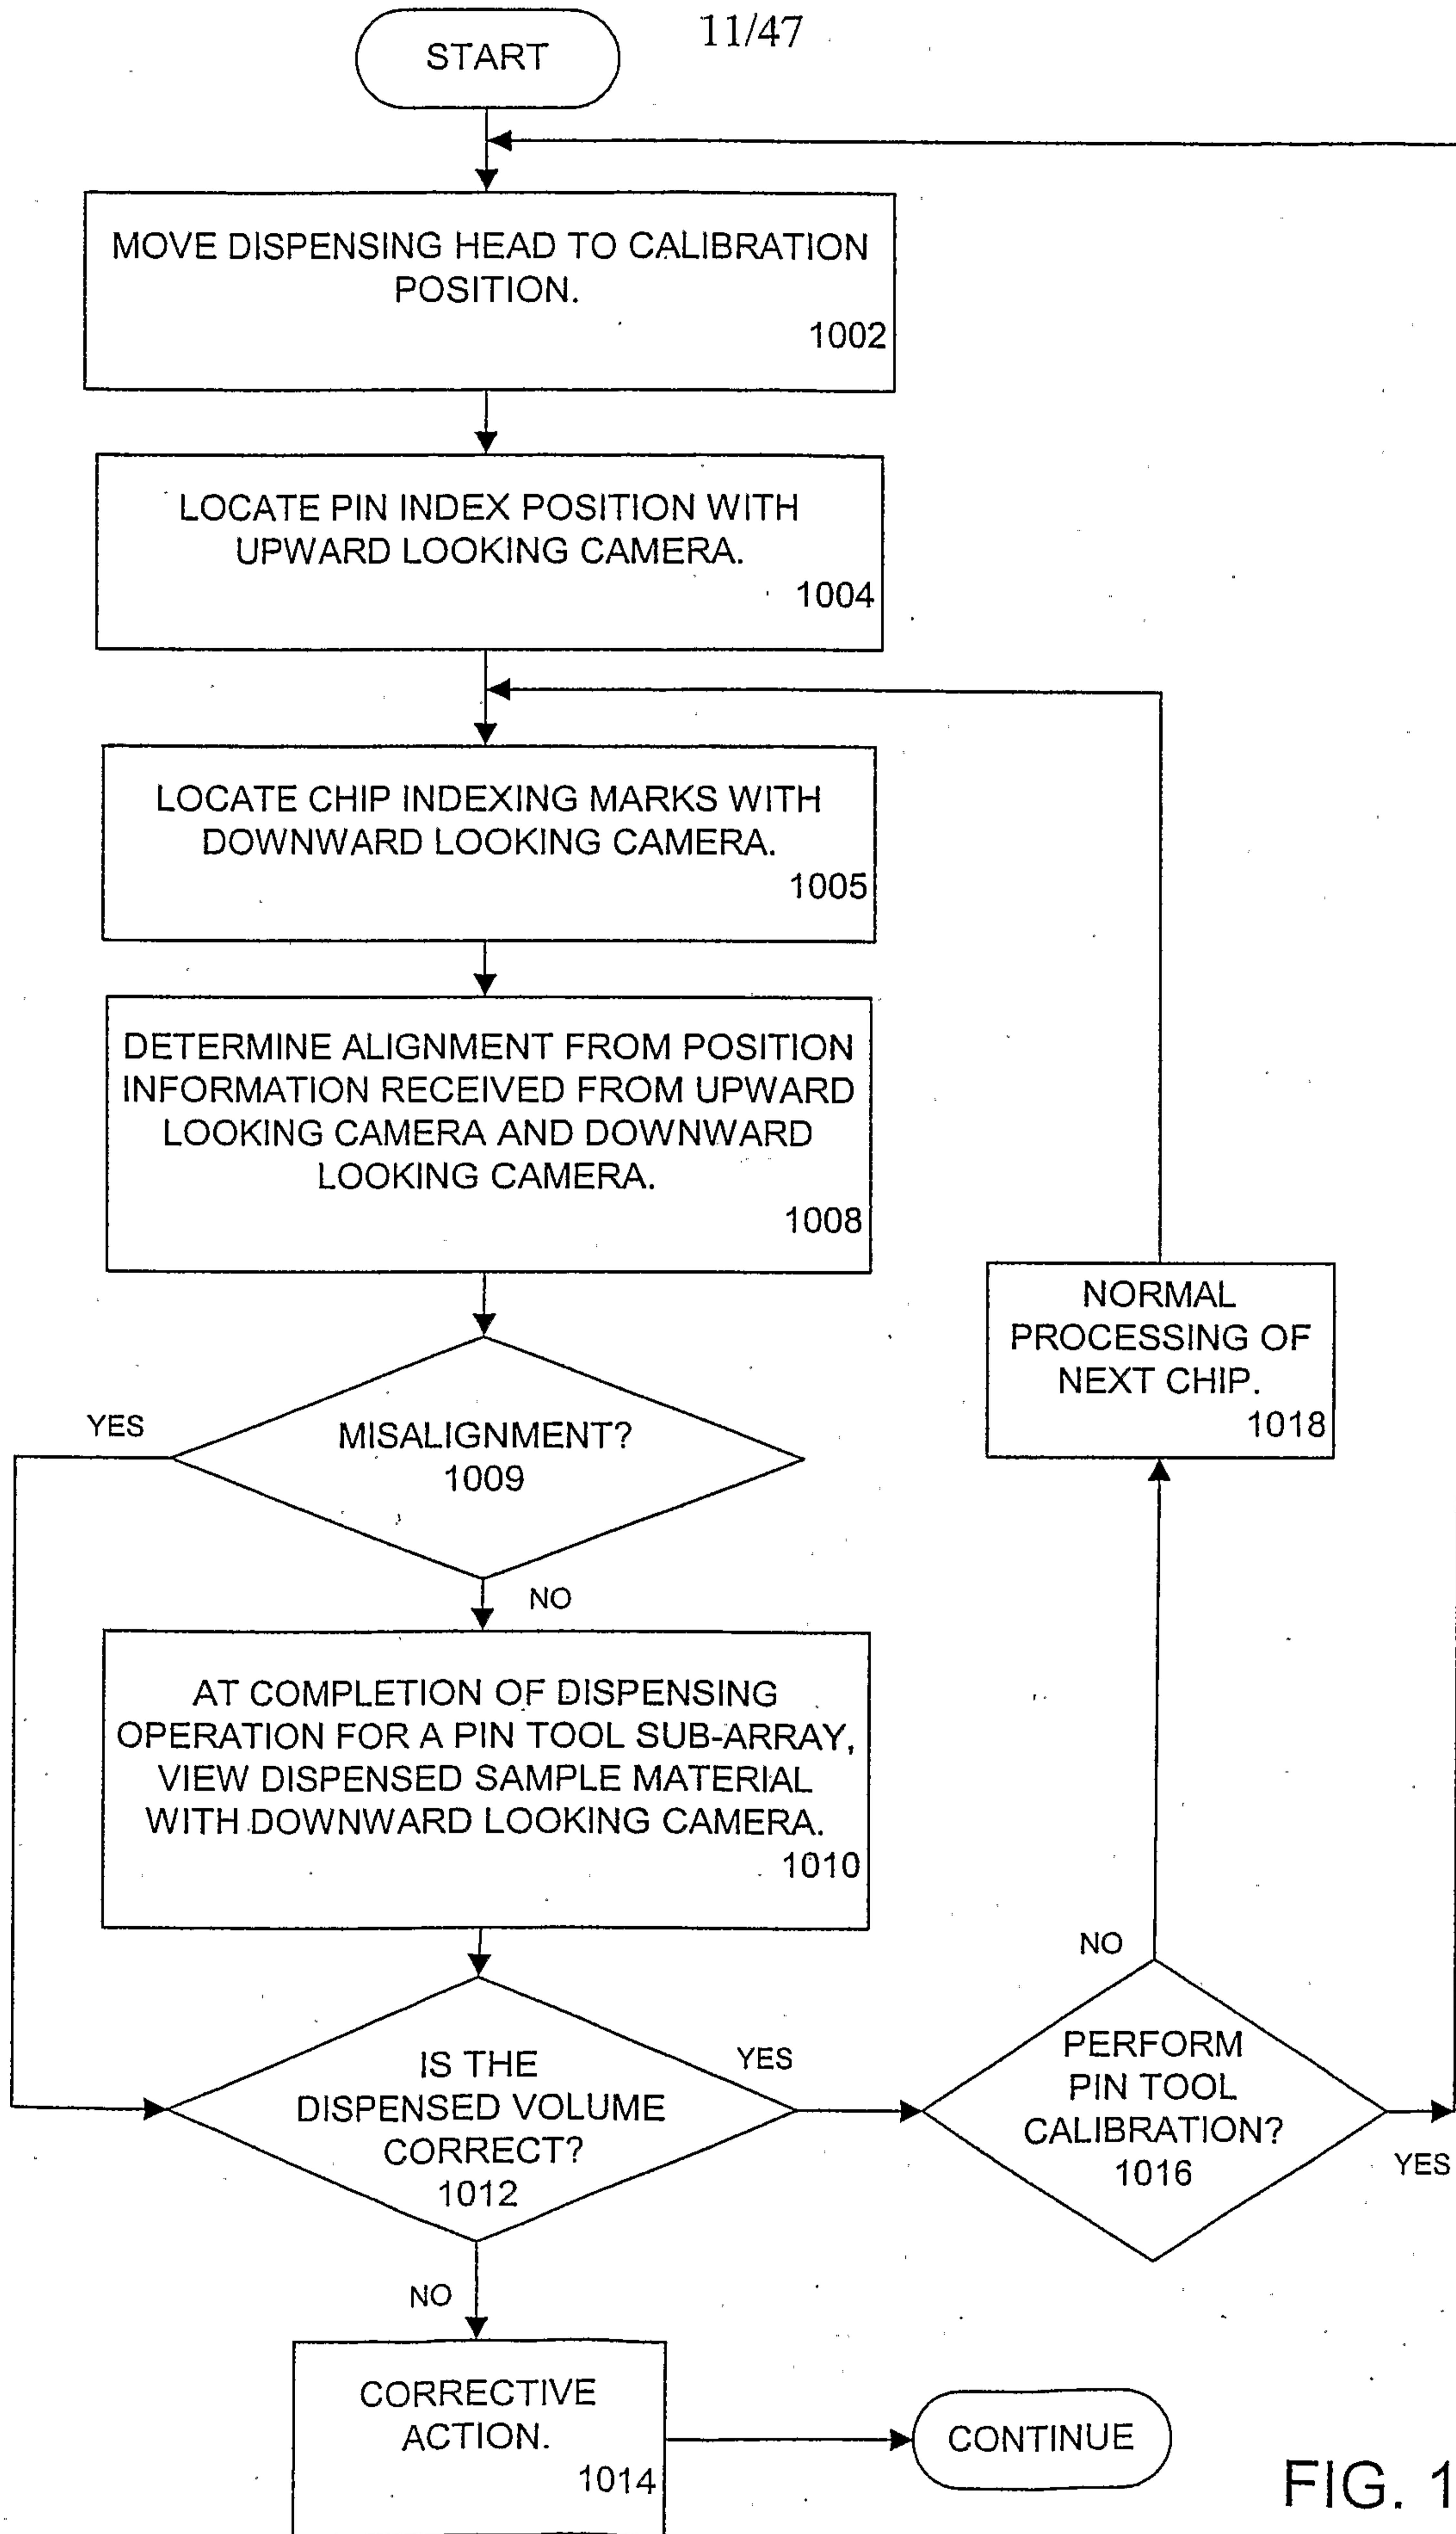 11/47
START
MOVE DISPENSING HEAD TO CALIBRATION
POSITION.
1002
LOCATE PIN INDEX POSITION WITH
UPWARD LOOKING CAMERA.
1004
LOCATE CHIP INDEXING MARKS WITH
DOWNWARD LOOKING CAMERA.
1005
DETERMINE ALIGNMENT FROM POSITION
INFORMATION RECEIVED FROM UPWARD
LOOKING CAMERA AND DOWNWARD
LOOKING CAMERA.
1008
NORMAL
PROCESSING OF
NEXT CHIP.
1018
YES
MISALIGNMENT?
1009
NO
AT COMPLETION OF DISPENSING
OPERATION FOR A PIN TOOL SUB-ARRAY,
VIEW DISPENSED SAMPLE MATERIAL
WITH DOWNWARD LOOKING CAMERA.
1010
NO
IS THE
DISPENSED VOLUME
CORRECT?
1012
YES
PERFORM
PIN TOOL
CALIBRATION?
1016
YES
NO
CORRECTIVE
ACTION.
1014
CONTINUE
FIG. 1